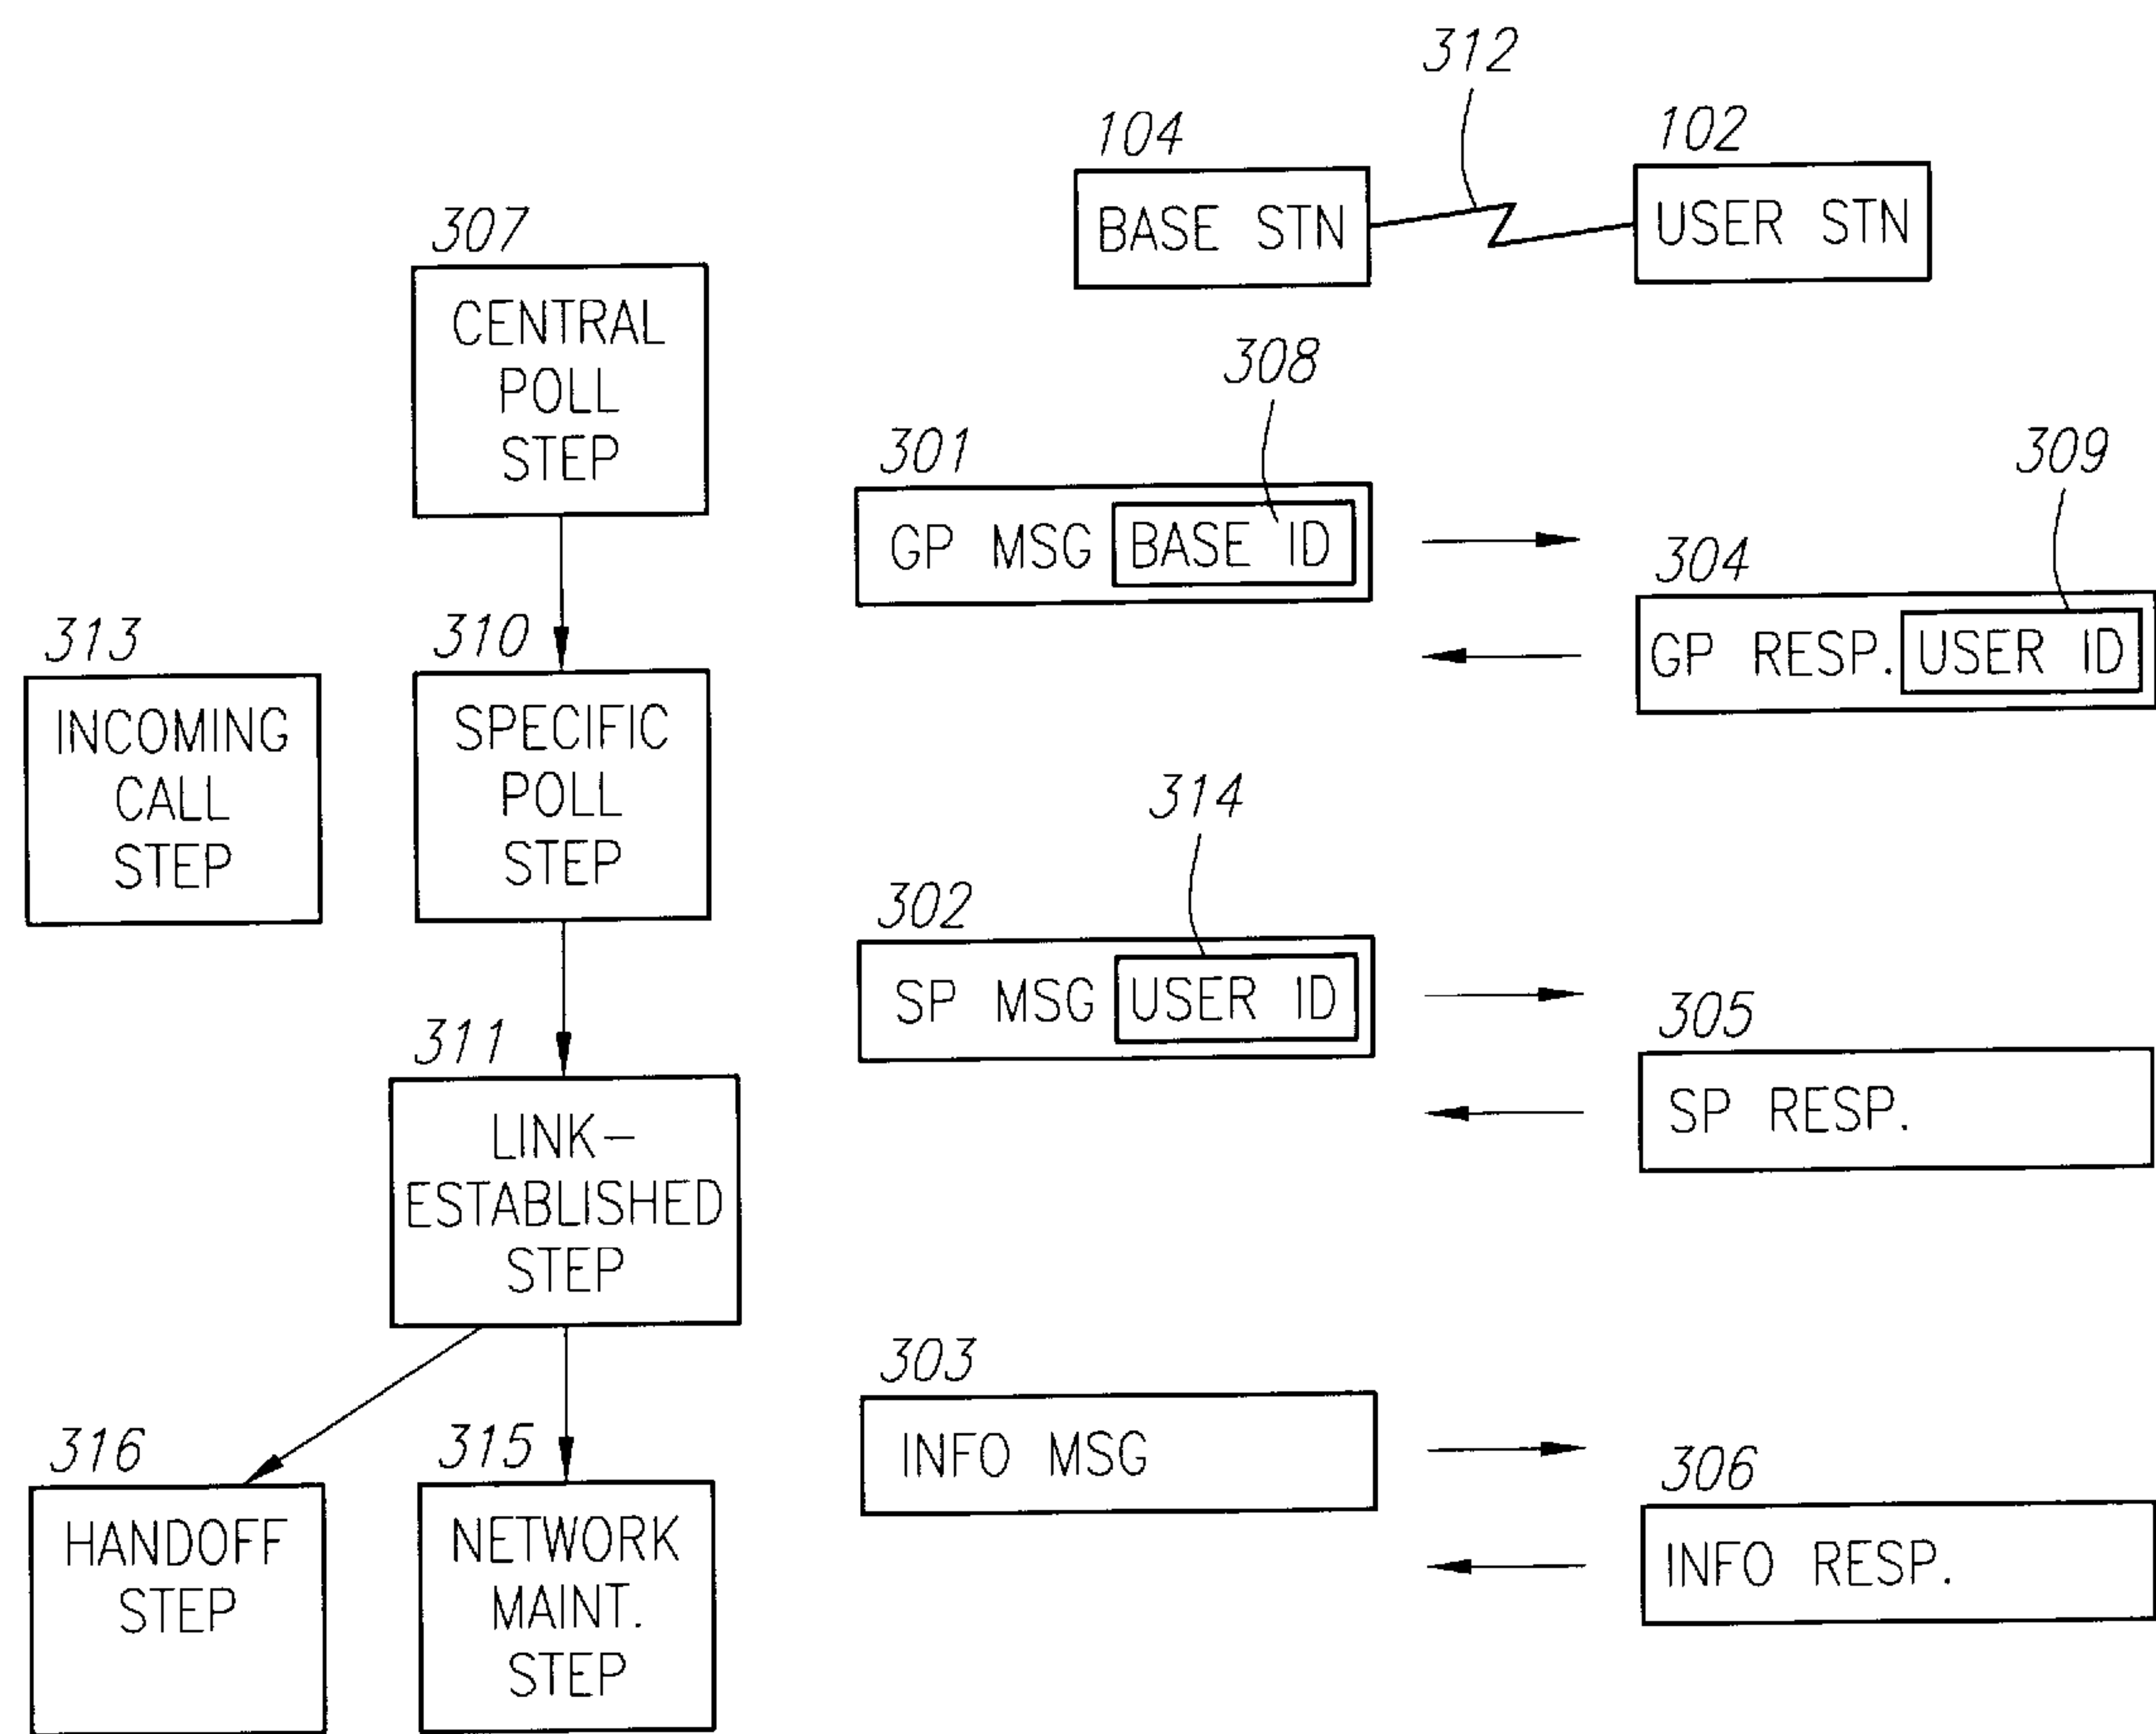 312
104
102
BASE STN
USER STN
307
CENTRAL
POLL
STEP
308
301
GP MSG BASE ID
309
304
GP RESP. USER ID
313
INCOMING
CALL
STEP
310
SPECIFIC
POLL
STEP
314
302
SP MSG USER ID
305
SP RESP.
311
LINK-
ESTABLISHED
STEP
303
INFO MSG
306
INFO RESP.
316
HANDOFF
STEP
315
NETWORK
MAINT.
STEP